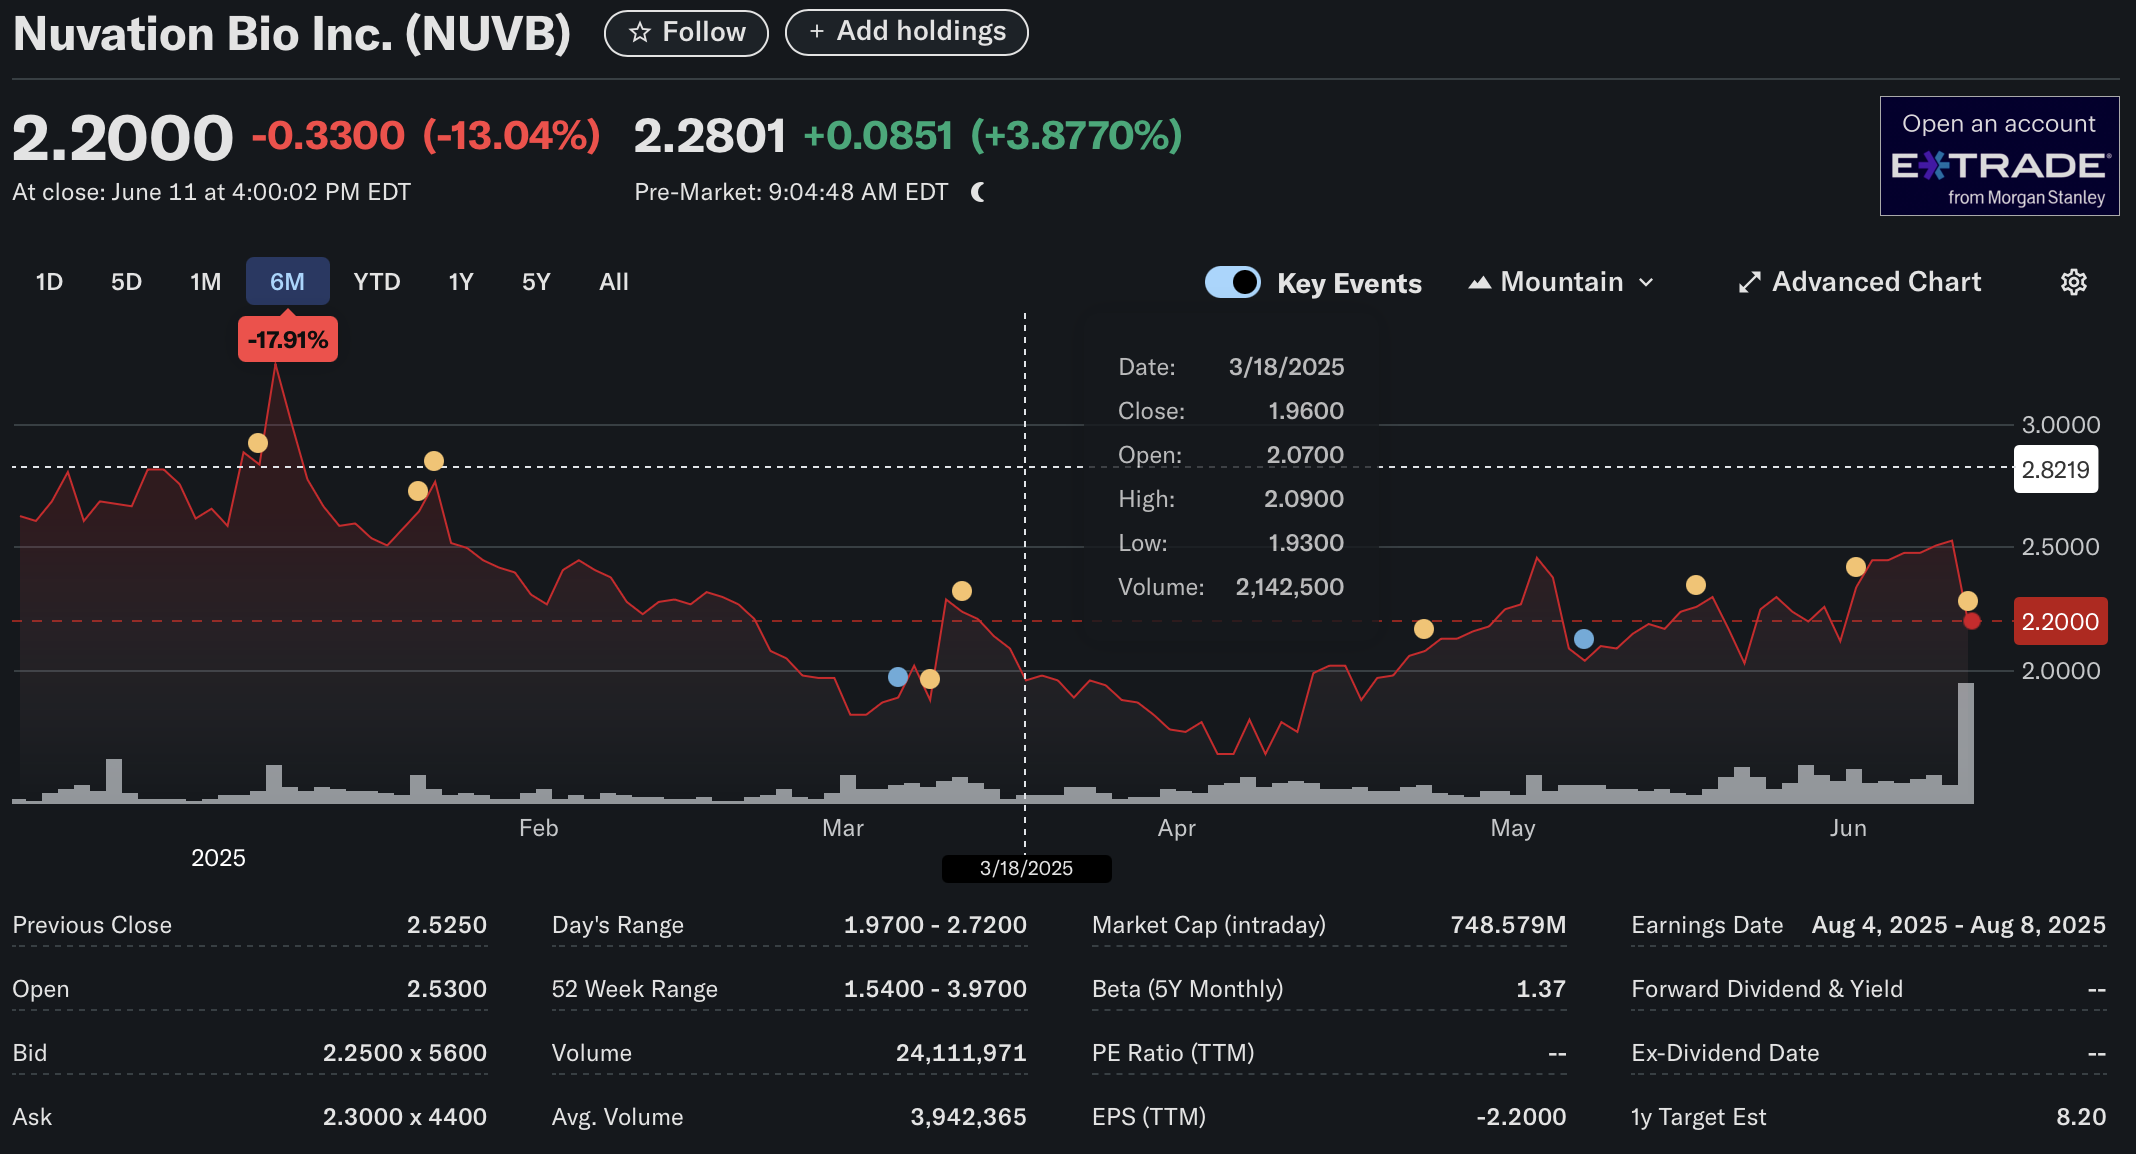 Nuvation Bio Inc. (NUVB) Follow + Add holdings
2.2000 -0.3300 (-13.04%) 2.2801 +0.0851 (+3.8770%)
At close: June 11 at 4:00:02 PM EDT Pre-Market: 9:04:48 AM EDT
Open an account
E*TRADE
from Morgan Stanley
1D 5D 1M 6M YTD 1Y 5Y All Key Events Mountain Advanced Chart
-17.91%
Date: 3/18/2025
Close: 1.9600
Open: 2.0700
High: 2.0900
Low: 1.9300
Volume: 2,142,500
3.0000
2.8219
2.5000
2.2000
2.0000
Feb Mar Apr May Jun
2025
3/18/2025
Previous Close 2.5250 Day's Range 1.9700 - 2.7200 Market Cap (intraday) 748.579M Earnings Date Aug 4, 2025 - Aug 8, 2025
Open 2.5300 52 Week Range 1.5400 - 3.9700 Beta (5Y Monthly) 1.37 Forward Dividend & Yield --
Bid 2.2500 x 5600 Volume 24,111,971 PE Ratio (TTM) -- Ex-Dividend Date --
Ask 2.3000 x 4400 Avg. Volume 3,942,365 EPS (TTM) -2.2000 1y Target Est 8.20